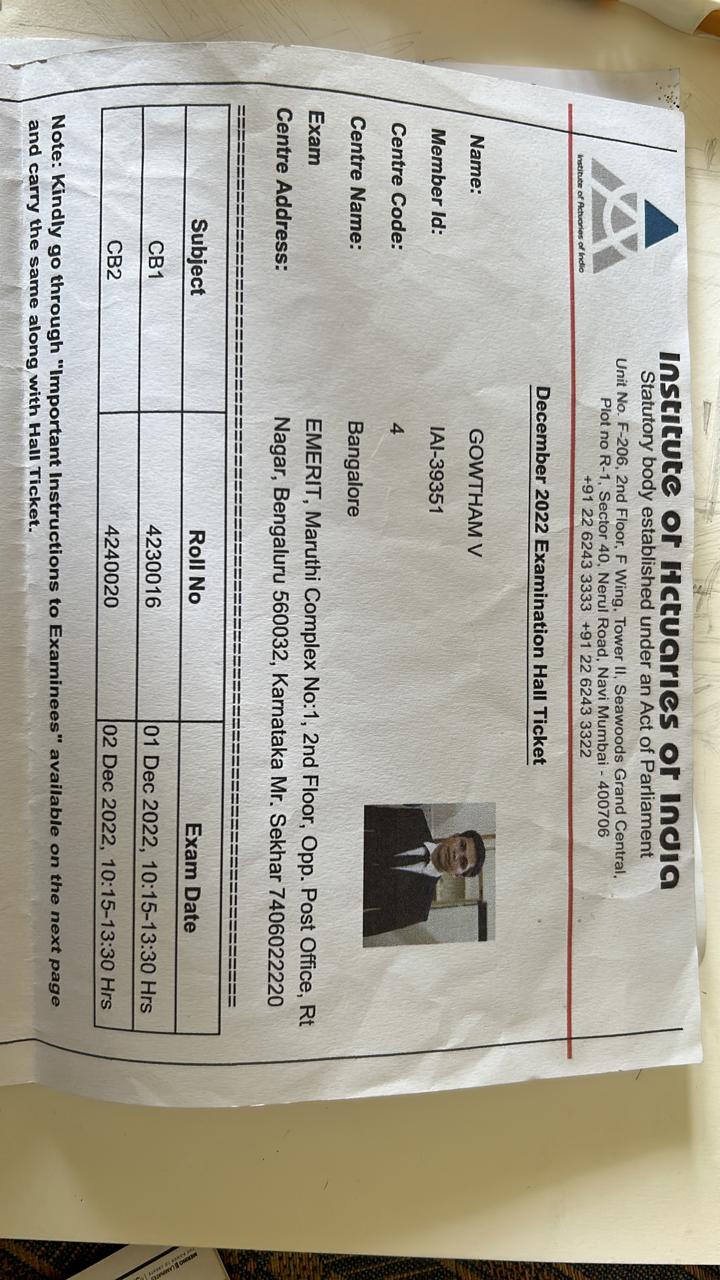 Institute of Actuaries of India
Statutory body established under an Act of Parliament
Unit No. F-206, 2nd Floor, F Wing, Tower II, Seawoods Grand Central,
Plot no R-1, Sector 40, Nerul Road, Navi Mumbai - 400706
+91 22 6243 3333 +91 22 6243 3322
Institute of Actuaries of India
December 2022 Examination Hall Ticket
Name: GOWTHAM V
Member Id: IAI-39351
Centre Code: 4
Centre Name: Bangalore
Exam EMERIT, Maruthi Complex No:1, 2nd Floor, Opp. Post Office, Rt
Centre Address: Nagar, Bengaluru 560032, Karnataka Mr. Sekhar 7406022220
Subject Roll No Exam Date
CB1 4230016 01 Dec 2022, 10:15-13:30 Hrs
CB2 4240020 02 Dec 2022, 10:15-13:30 Hrs
Note: Kindly go through "Important Instructions to Examinees" available on the next page
and carry the same along with Hall Ticket.